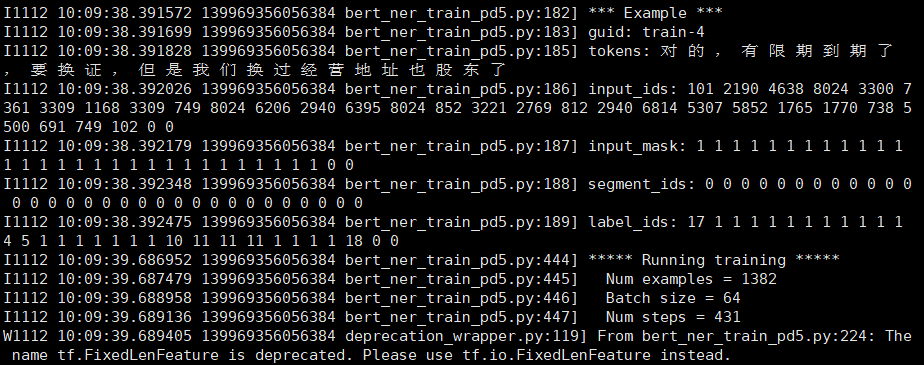 I1112 10:09:38.391572 139969356056384 bert_ner_train_pd5.py:182] *** Example ***
I1112 10:09:38.391699 139969356056384 bert_ner_train_pd5.py:183] guid: train-4
I1112 10:09:38.391828 139969356056384 bert_ner_train_pd5.py:185] tokens: 对 的 , 有 限 期 到 期 了
, 要 换 证 , 但 是 我 们 换 过 经 营 地 址 也 股 东 了
I1112 10:09:38.392026 139969356056384 bert_ner_train_pd5.py:186] input_ids: 101 2190 4638 8024 3300 7
361 3309 1168 3309 749 8024 6206 2940 6395 8024 852 3221 2769 812 2940 6814 5307 5852 1765 1770 738 5
500 691 749 102 0 0
I1112 10:09:38.392179 139969356056384 bert_ner_train_pd5.py:187] input_mask: 1 1 1 1 1 1 1 1 1 1 1 1
1 1 1 1 1 1 1 1 1 1 1 1 1 1 1 1 1 1 0 0
I1112 10:09:38.392348 139969356056384 bert_ner_train_pd5.py:188] segment_ids: 0 0 0 0 0 0 0 0 0 0 0 0
0 0 0 0 0 0 0 0 0 0 0 0 0 0 0 0 0 0 0 0
I1112 10:09:38.392475 139969356056384 bert_ner_train_pd5.py:189] label_ids: 17 1 1 1 1 1 1 1 1 1 1 1
4 5 1 1 1 1 1 1 1 10 11 11 11 1 1 1 1 18 0 0
I1112 10:09:39.686952 139969356056384 bert_ner_train_pd5.py:444] ***** Running training *****
I1112 10:09:39.687479 139969356056384 bert_ner_train_pd5.py:445]   Num examples = 1382
I1112 10:09:39.688958 139969356056384 bert_ner_train_pd5.py:446]   Batch size = 64
I1112 10:09:39.689136 139969356056384 bert_ner_train_pd5.py:447]   Num steps = 431
W1112 10:09:39.689405 139969356056384 deprecation_wrapper.py:119] From bert_ner_train_pd5.py:224: The
name tf.FixedLenFeature is deprecated. Please use tf.io.FixedLenFeature instead.